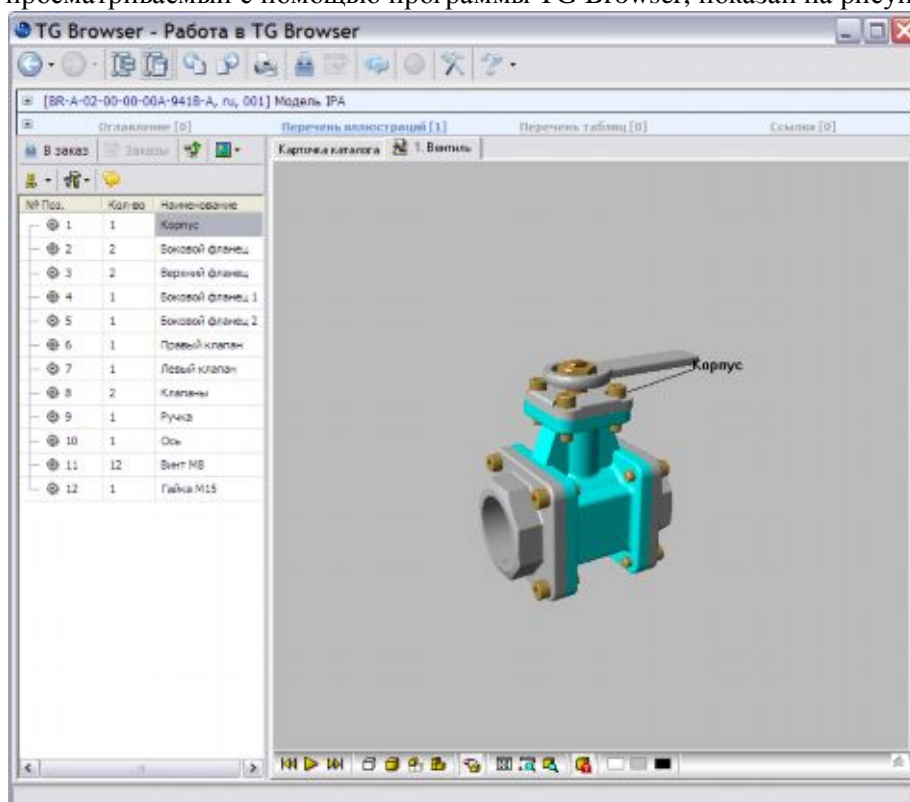 просматриваемый с помощью программы TG Browser, показан на рисун
TG Browser - Работа в TG Browser
[BR-A-02-00-00-00A-941B-A, ru, 001] Модель IPA
Оглавление [0] Перечень иллюстраций [1] Перечень таблиц [0] Ссылки [0]
В заказ Заказы Карточка каталога 1. Вентиль
№ Поз. Кол-во Наименование
1 1 Корпус
2 2 Боковой фланец
3 2 Верхний фланец
4 1 Боковой фланец 1
5 1 Боковой фланец 2
6 1 Правый клапан
7 1 Левый клапан
8 2 Клапаны
9 1 Ручка
10 1 Ось
11 12 Винт М8
12 1 Гайка М15
Корпус